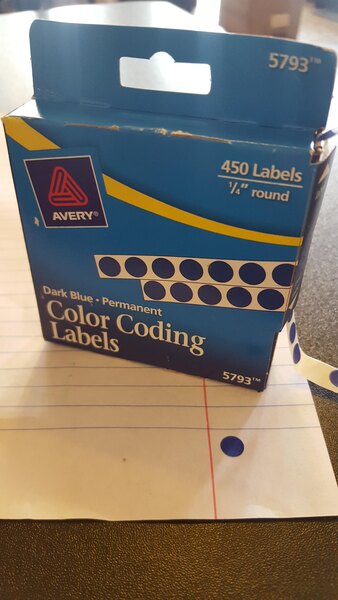 5793™
450 Labels
1/4" round
AVERY®
Dark Blue • Permanent
Color Coding
Labels
5793™